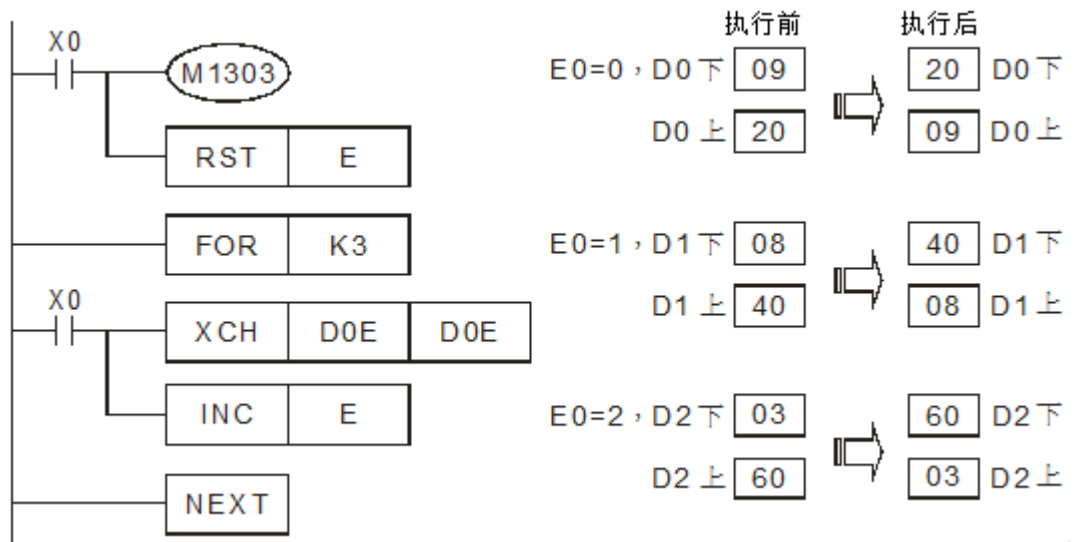 X0
M1303
RST E
FOR K3
X0
XCH D0E D0E
INC E
NEXT
执行前 执行后
E0=0，D0下 09 20 D0下
D0上 20 09 D0上
E0=1，D1下 08 40 D1下
D1上 40 08 D1上
E0=2，D2下 03 60 D2下
D2上 60 03 D2上